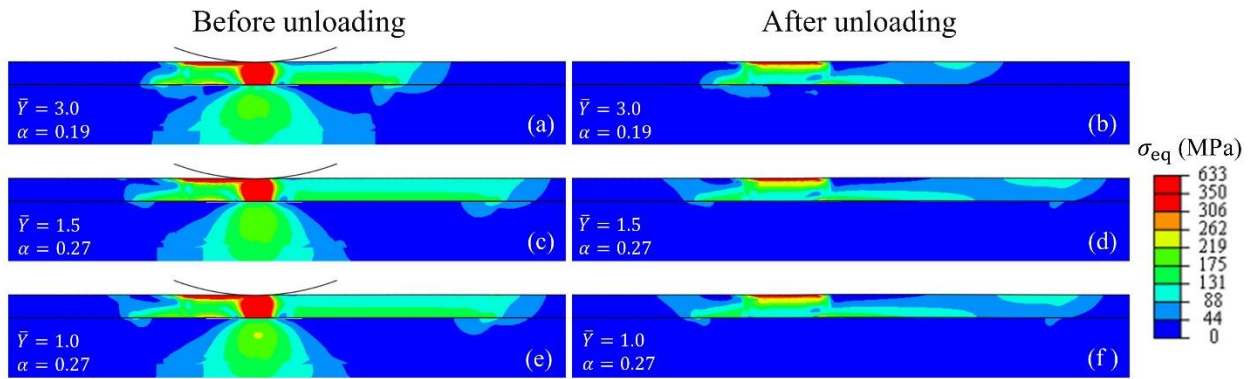 Before unloading
After unloading
Ȳ = 3.0
α = 0.19
(a)
Ȳ = 3.0
α = 0.19
(b)
Ȳ = 1.5
α = 0.27
(c)
Ȳ = 1.5
α = 0.27
(d)
Ȳ = 1.0
α = 0.27
(e)
Ȳ = 1.0
α = 0.27
(f)
σeq (MPa)
633
350
306
262
219
175
131
88
44
0